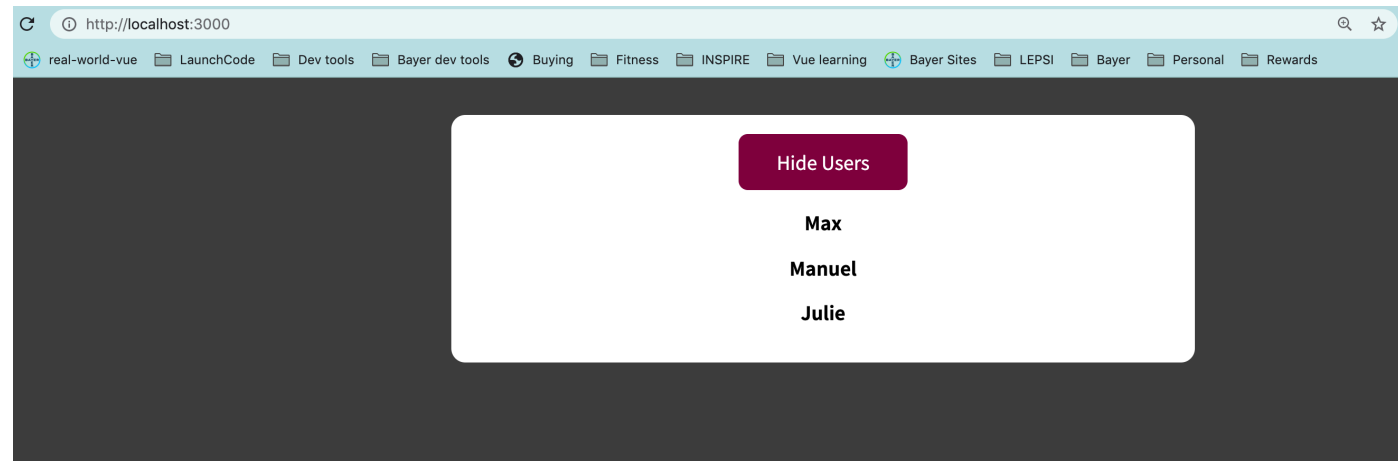 http://localhost:3000
real-world-vue LaunchCode Dev tools Bayer dev tools Buying Fitness INSPIRE Vue learning Bayer Sites LEPSI Bayer Personal Rewards
Hide Users
Max
Manuel
Julie